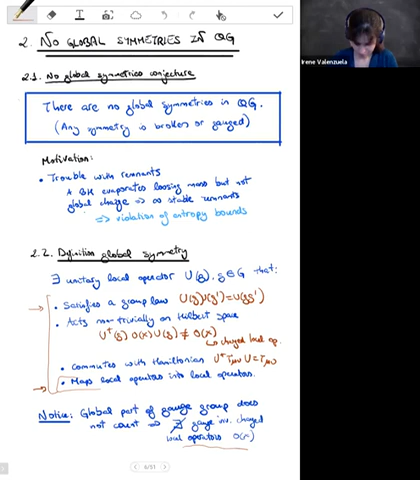 Irene Valenzuela
2. NO GLOBAL SYMMETRIES IN QG
2.1. No global symmetries conjecture
There are no global symmetries in QG.
(Any symmetry is broken or gauged)
Motivation:
• Trouble with remnants
A BH evaporates loosing mass but not
global charge ⇒ ∞ stable remnants
⇒ violation of entropy bounds
2.2. Definition global symmetry
∃ unitary local operator U(g), g∈G that:
• Satisfies a group law U(g)U(g')=U(gg')
• Acts non-trivially on Hilbert space
U†(g) O(x) U(g) ≠ O(x)
↳ charged local op.
• Commutes with Hamiltonian U†TμνU=Tμν
• Maps local operators into local operators.
Notice: Global part of gauge group does
not count ⇒ ∄ gauge inv. charged
local operators O(x)
6/51